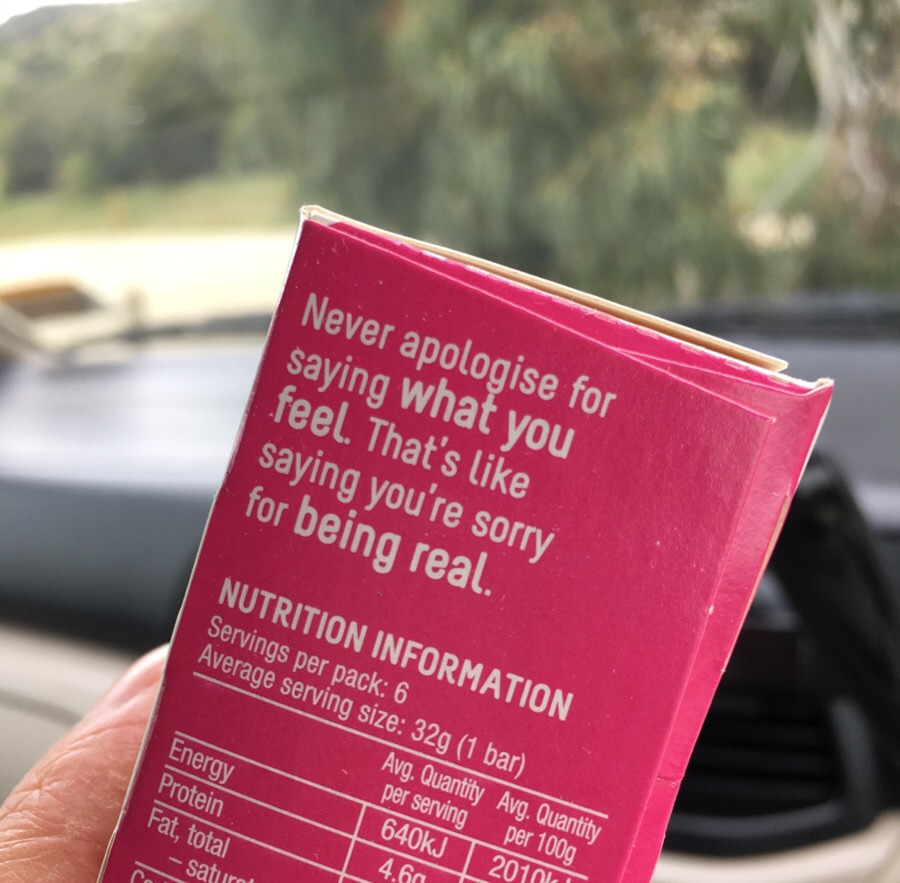 Never apologise for
saying what you
feel. That's like
saying you're sorry
for being real.
NUTRITION INFORMATION
Servings per pack: 6
Average serving size: 32g (1 bar)
Avg. Quantity per serving Avg. Quantity per 100g
Energy 640kJ
Protein 4.6g
Fat, total